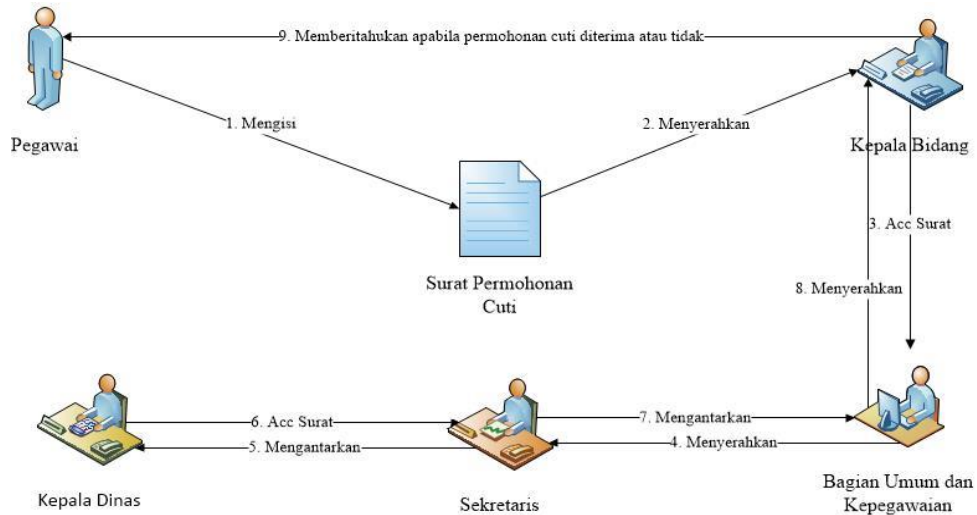 9. Memberitahukan apabila permohonan cuti diterima atau tidak
Pegawai
1. Mengisi
2. Menyerahkan
Kepala Bidang
Surat Permohonan
Cuti
3. Acc Surat
8. Menyerahkan
6. Acc Surat
5. Mengantarkan
7. Mengantarkan
4. Menyerahkan
Kepala Dinas
Sekretaris
Bagian Umum dan
Kepegawaian